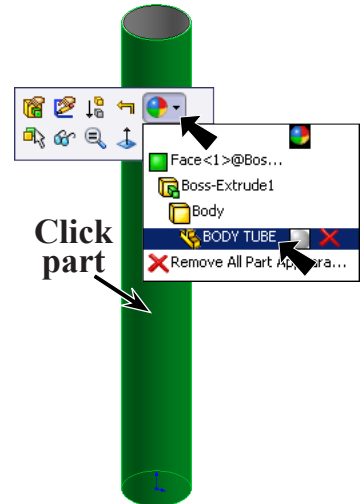 Face<1>@Bos...
Boss-Extrude1
Body
BODY TUBE
Remove All Part Appeara...
Click
part